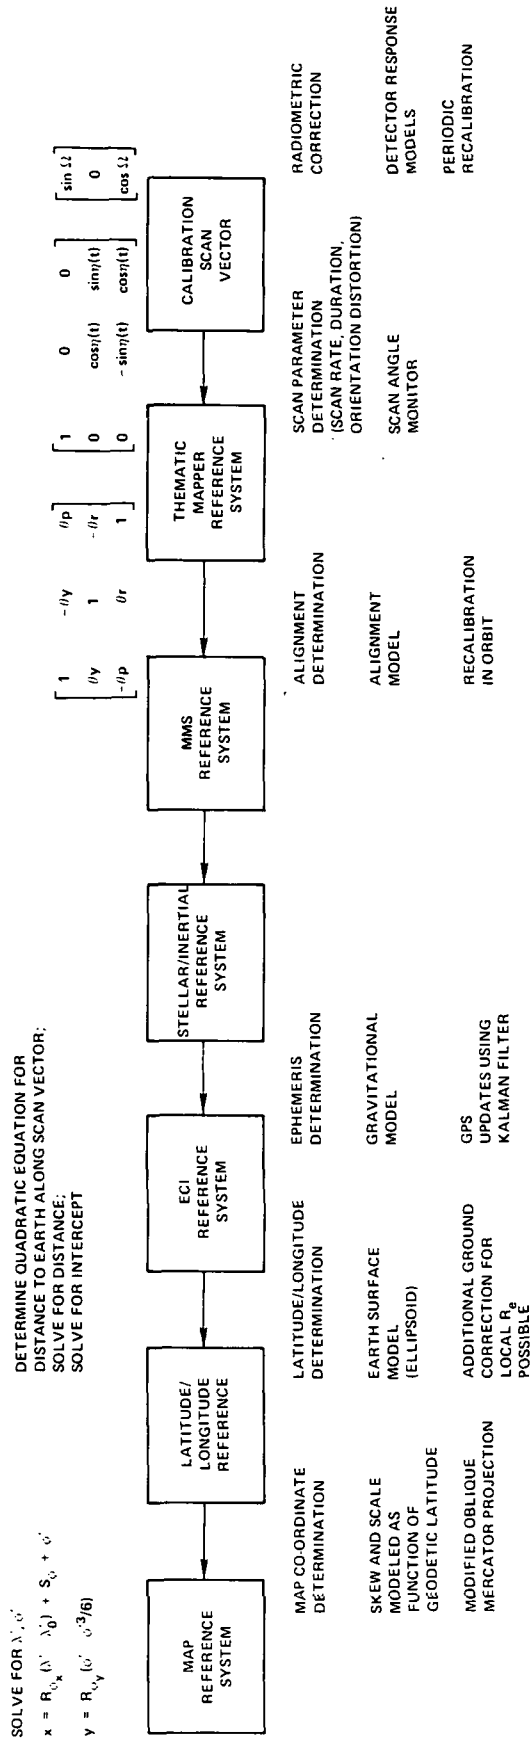 SOLVE FOR λ′, φ′
x = R_φx (λ′ λ′0) + S_φ + φ′
y = R_φy (φ′ φ′³/6)
DETERMINE QUADRATIC EQUATION FOR
DISTANCE TO EARTH ALONG SCAN VECTOR;
SOLVE FOR DISTANCE;
SOLVE FOR INTERCEPT
1 -θy θp
θy 1 -θr
-θp θr 1
1 0 0
0 cosη(t) sinη(t)
0 - sinη(t) cosη(t)
sin Ω
0
cos Ω
MAP
REFERENCE
SYSTEM
LATITUDE/
LONGITUDE
REFERENCE
ECI
REFERENCE
SYSTEM
STELLAR/INERTIAL
REFERENCE
SYSTEM
MMS
REFERENCE
SYSTEM
THEMATIC
MAPPER
REFERENCE
SYSTEM
CALIBRATION
SCAN
VECTOR
MAP CO-ORDINATE
DETERMINATION
SKEW AND SCALE
MODELED AS
FUNCTION OF
GEODETIC LATITUDE
MODIFIED OBLIQUE
MERCATOR PROJECTION
LATITUDE/LONGITUDE
DETERMINATION
EARTH SURFACE
MODEL
(ELLIPSOID)
ADDITIONAL GROUND
CORRECTION FOR
LOCAL Re
POSSIBLE
EPHEMERIS
DETERMINATION
GRAVITATIONAL
MODEL
GPS
UPDATES USING
KALMAN FILTER
ALIGNMENT
DETERMINATION
ALIGNMENT
MODEL
RECALIBRATION
IN ORBIT
SCAN PARAMETER
DETERMINATION
(SCAN RATE, DURATION,
ORIENTATION DISTORTION)
SCAN ANGLE
MONITOR
RADIOMETRIC
CORRECTION
DETECTOR RESPONSE
MODELS
PERIODIC
RECALIBRATION